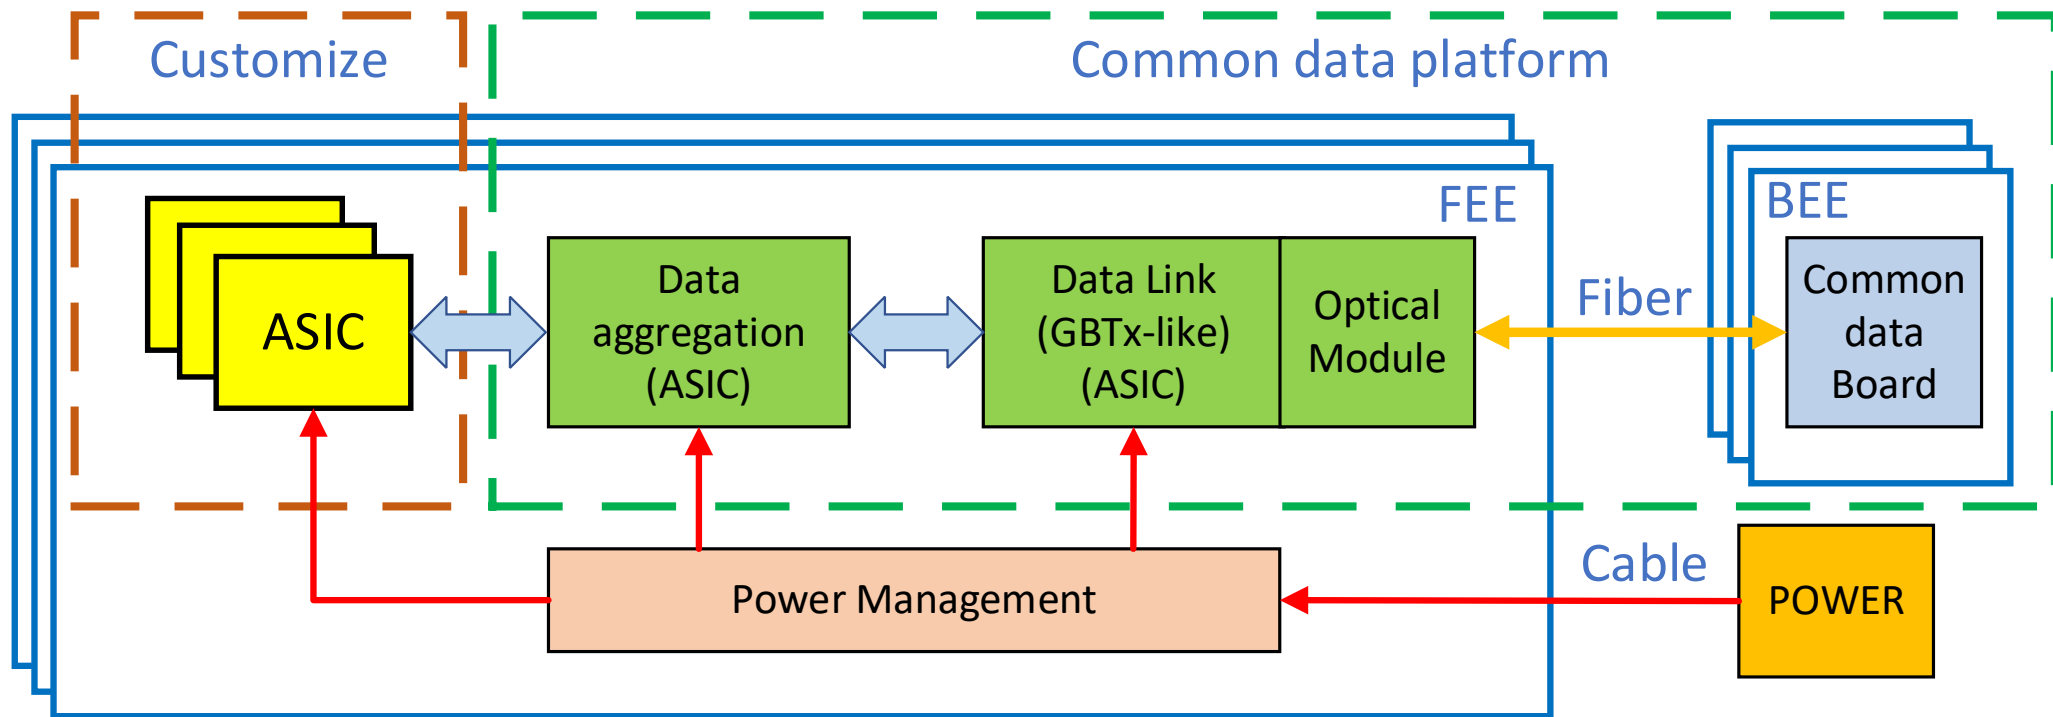 Customize
Common data platform
FEE
BEE
ASIC
Data
aggregation
(ASIC)
Data Link
(GBTx-like)
(ASIC)
Optical
Module
Fiber
Common
data
Board
Power Management
Cable
POWER